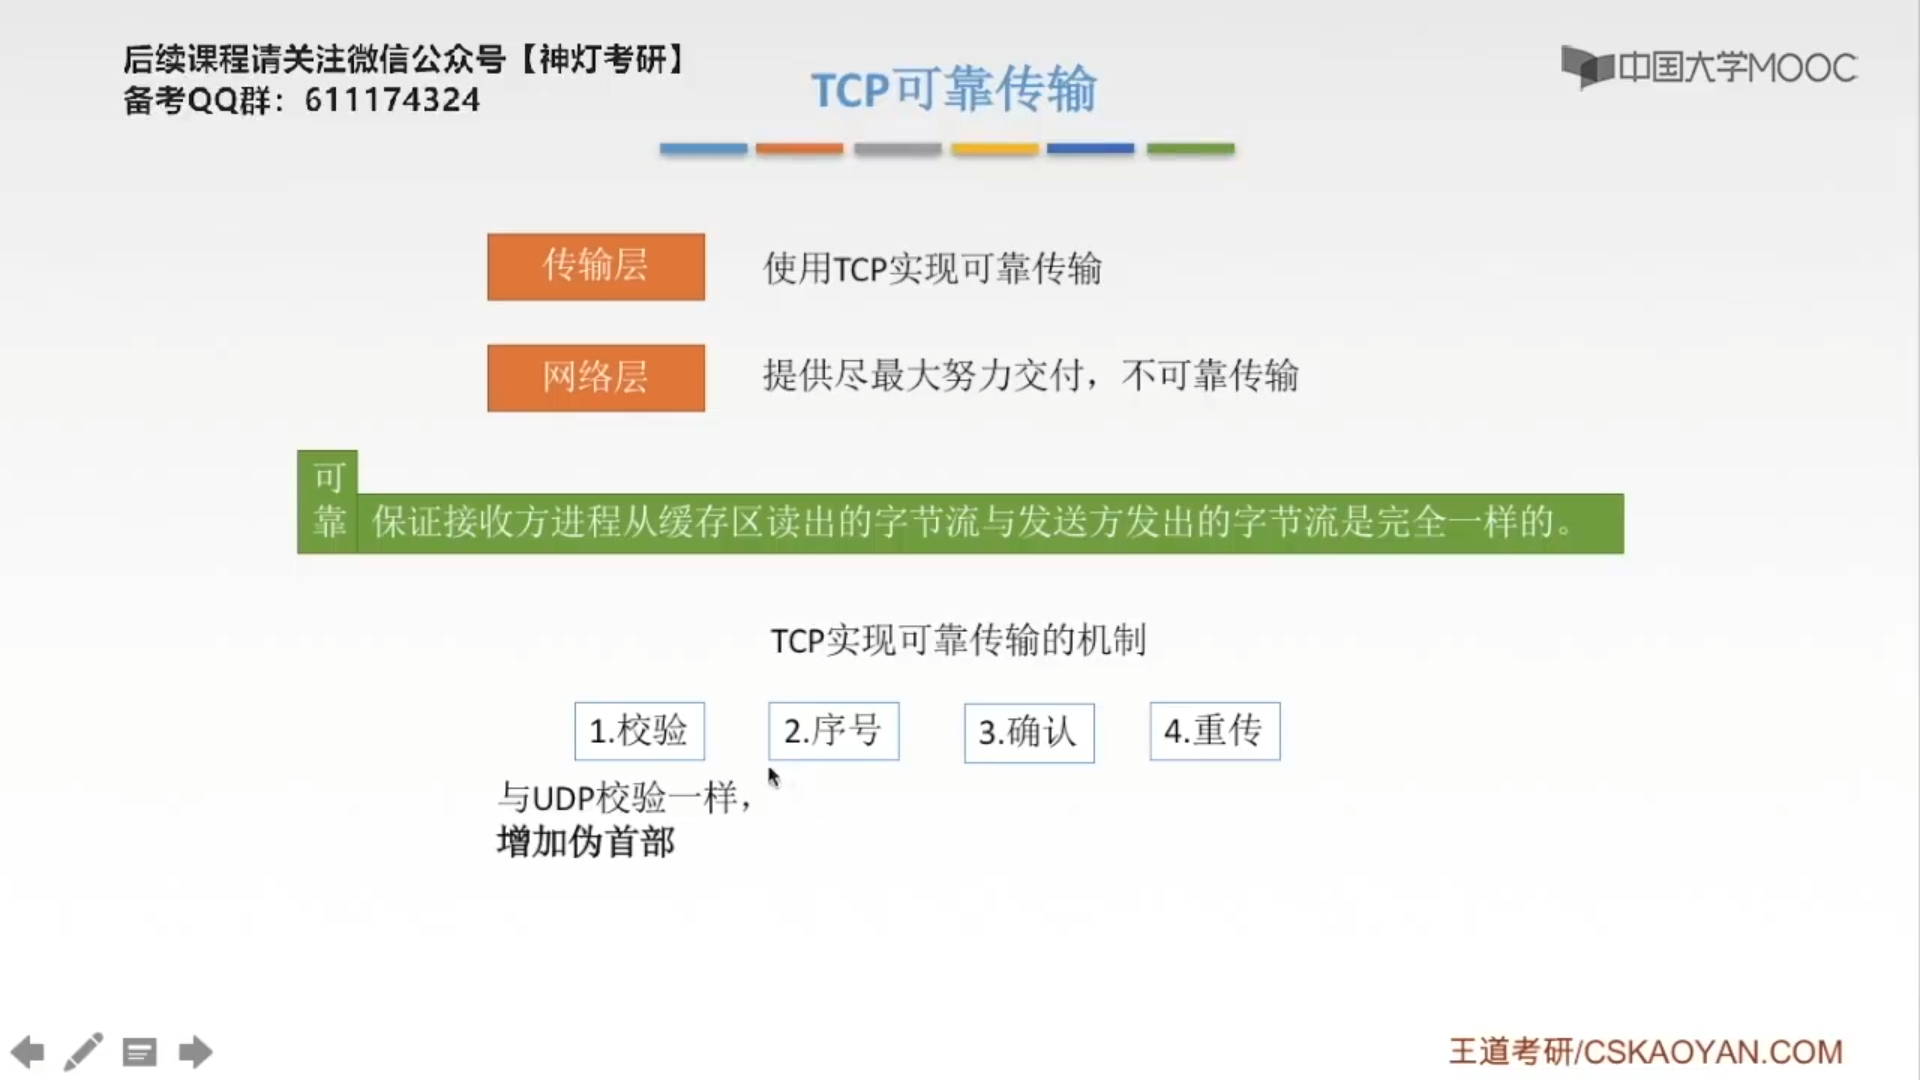 后续课程请关注微信公众号【神灯考研】
备考QQ群：611174324
中国大学MOOC
TCP可靠传输
传输层
使用TCP实现可靠传输
网络层
提供尽最大努力交付，不可靠传输
可靠
保证接收方进程从缓存区读出的字节流与发送方发出的字节流是完全一样的。
TCP实现可靠传输的机制
1.校验
2.序号
3.确认
4.重传
与UDP校验一样，
增加伪首部
王道考研/CSKAOYAN.COM